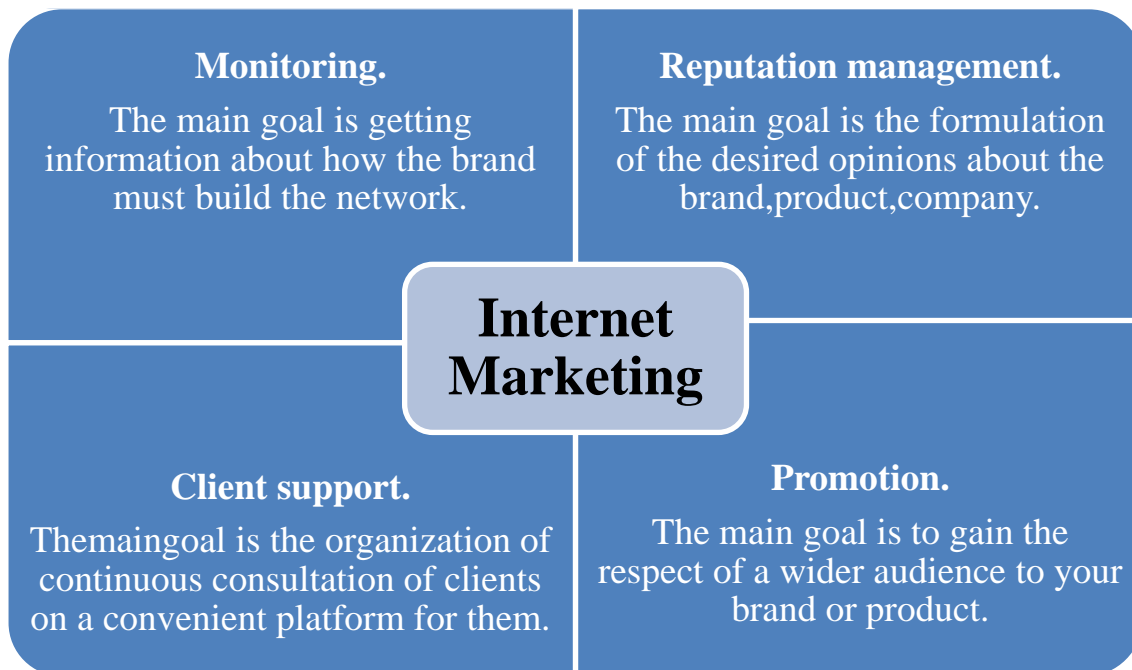 Monitoring.
The main goal is getting
information about how the brand
must build the network.
Reputation management.
The main goal is the formulation
of the desired opinions about the
brand,product,company.
Internet
Marketing
Client support.
Themaingoal is the organization of
continuous consultation of clients
on a convenient platform for them.
Promotion.
The main goal is to gain the
respect of a wider audience to your
brand or product.